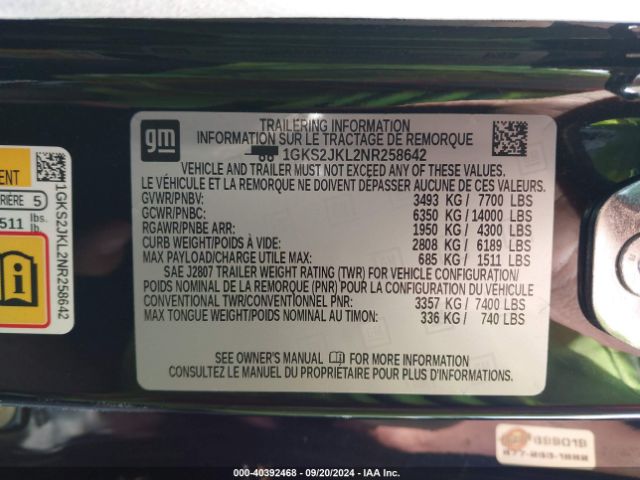 gm
TRAILERING INFORMATION
INFORMATION SUR LE TRACTAGE DE REMORQUE
1GKS2JKL2NR258642
VEHICLE AND TRAILER MUST NOT EXCEED ANY OF THESE VALUES
LE VÉHICULE ET LA REMORQUE NE DOIVENT DÉPASSER AUCUNE DE CES VALEURS
GVWR/PNBV: 3493 KG / 7700 LBS
GCWR/PNBC: 6350 KG / 14000 LBS
RGAWR/PNBE ARR: 1950 KG / 4300 LBS
CURB WEIGHT/POIDS À VIDE: 2808 KG / 6189 LBS
MAX PAYLOAD/CHARGE UTILE MAX: 685 KG / 1511 LBS
SAE J2807 TRAILER WEIGHT RATING (TWR) FOR VEHICLE CONFIGURATION/
POIDS NOMINAL DE LA REMORQUE (PNR) POUR LA CONFIGURATION DU VÉHICULE
CONVENTIONAL TWR/CONVENTIONNEL PNR: 3357 KG / 7400 LBS
MAX TONGUE WEIGHT/POIDS NOMINAL AU TIMON: 336 KG / 740 LBS
SEE OWNER'S MANUAL FOR MORE INFORMATION
CONSULTEZ LE MANUEL DU PROPRIÉTAIRE POUR PLUS D'INFORMATIONS.
ENT
RIÈRE 5
511 lbs.
lb.
1GKS2JKL2NR258642
000-40392468 - 09/20/2024 - IAA Inc.